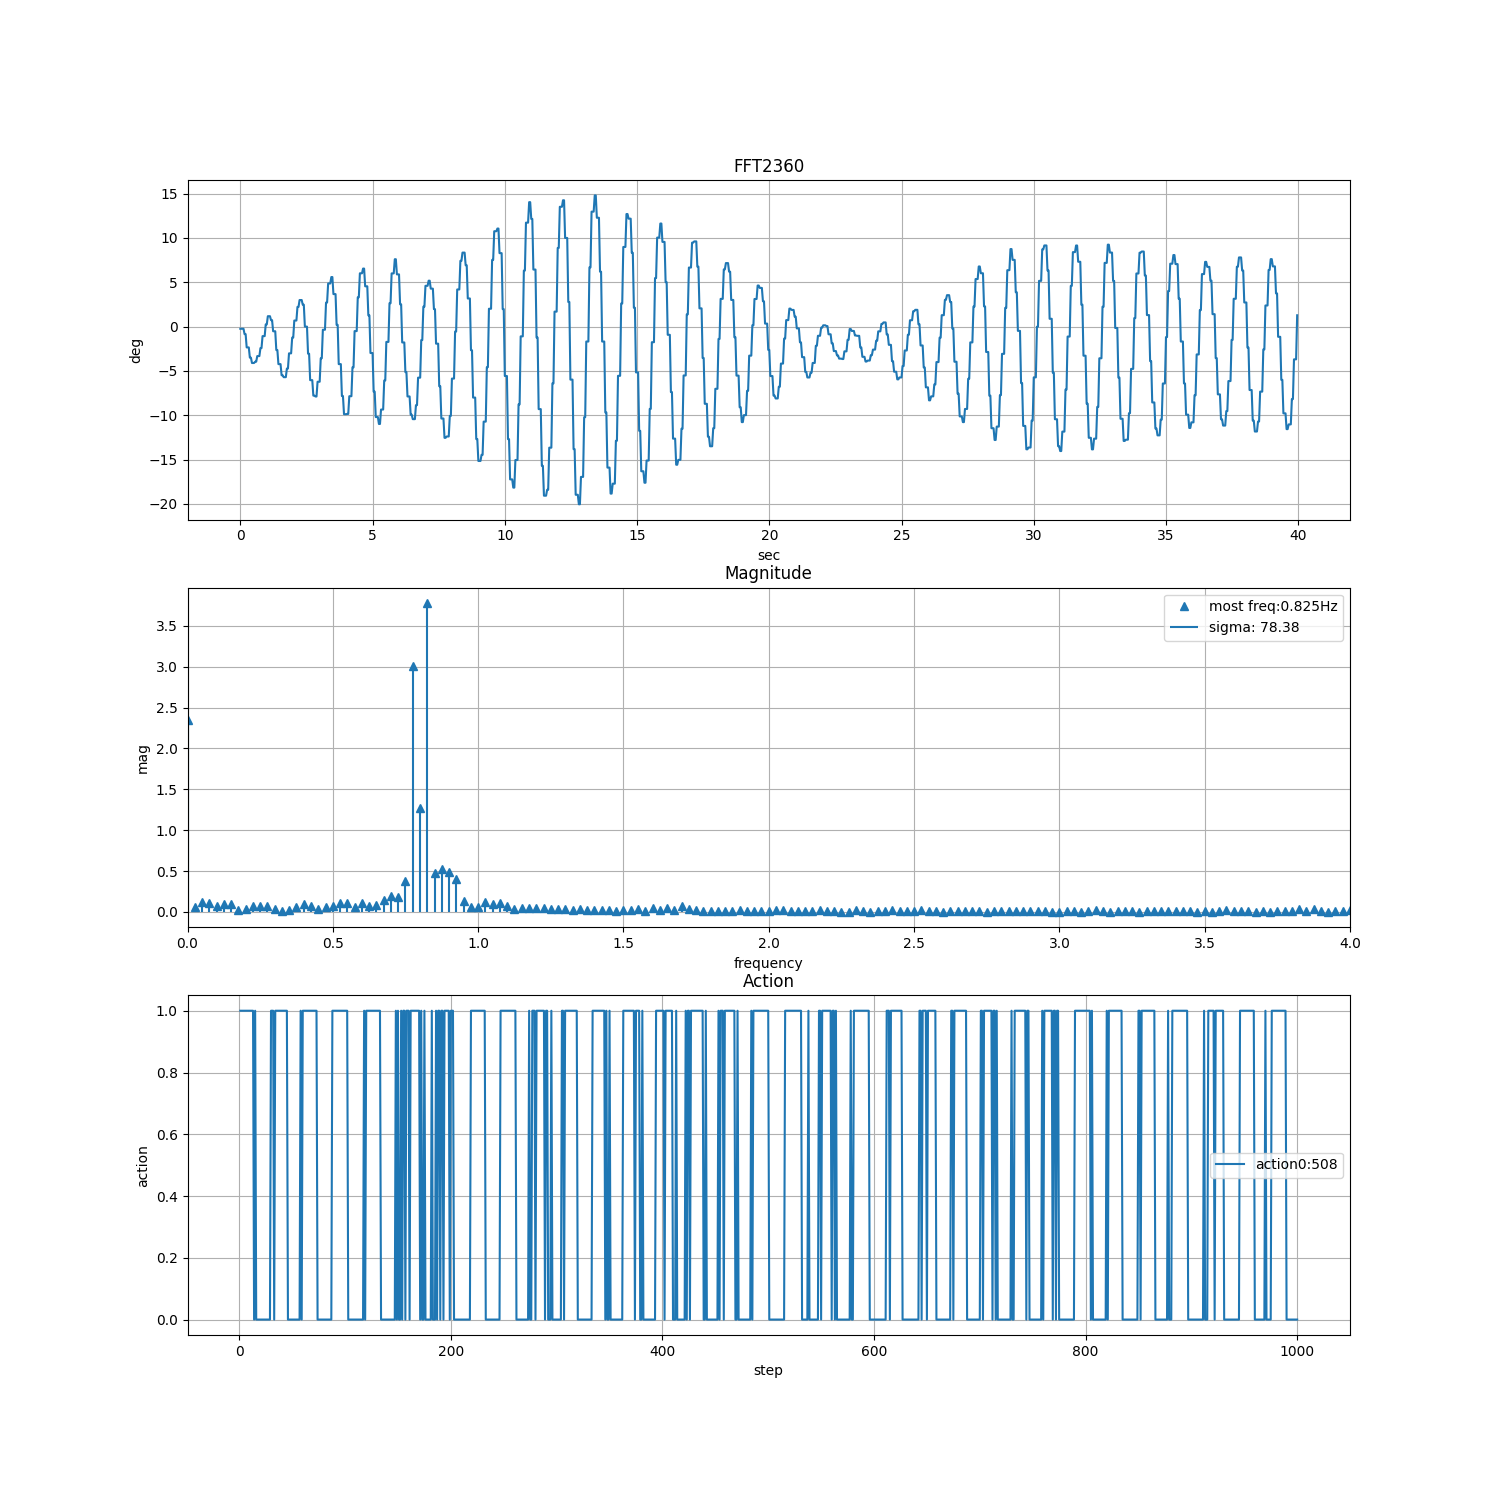 FFT2360
15
10
5
0
−5
−10
−15
−20
deg
0 5 10 15 20 25 30 35 40
sec
Magnitude
most freq:0.825Hz
sigma: 78.38
3.5
3.0
2.5
2.0
1.5
1.0
0.5
0.0
mag
0.0 0.5 1.0 1.5 2.0 2.5 3.0 3.5 4.0
frequency
Action
1.0
0.8
0.6
0.4
0.2
0.0
action
action0:508
0 200 400 600 800 1000
step